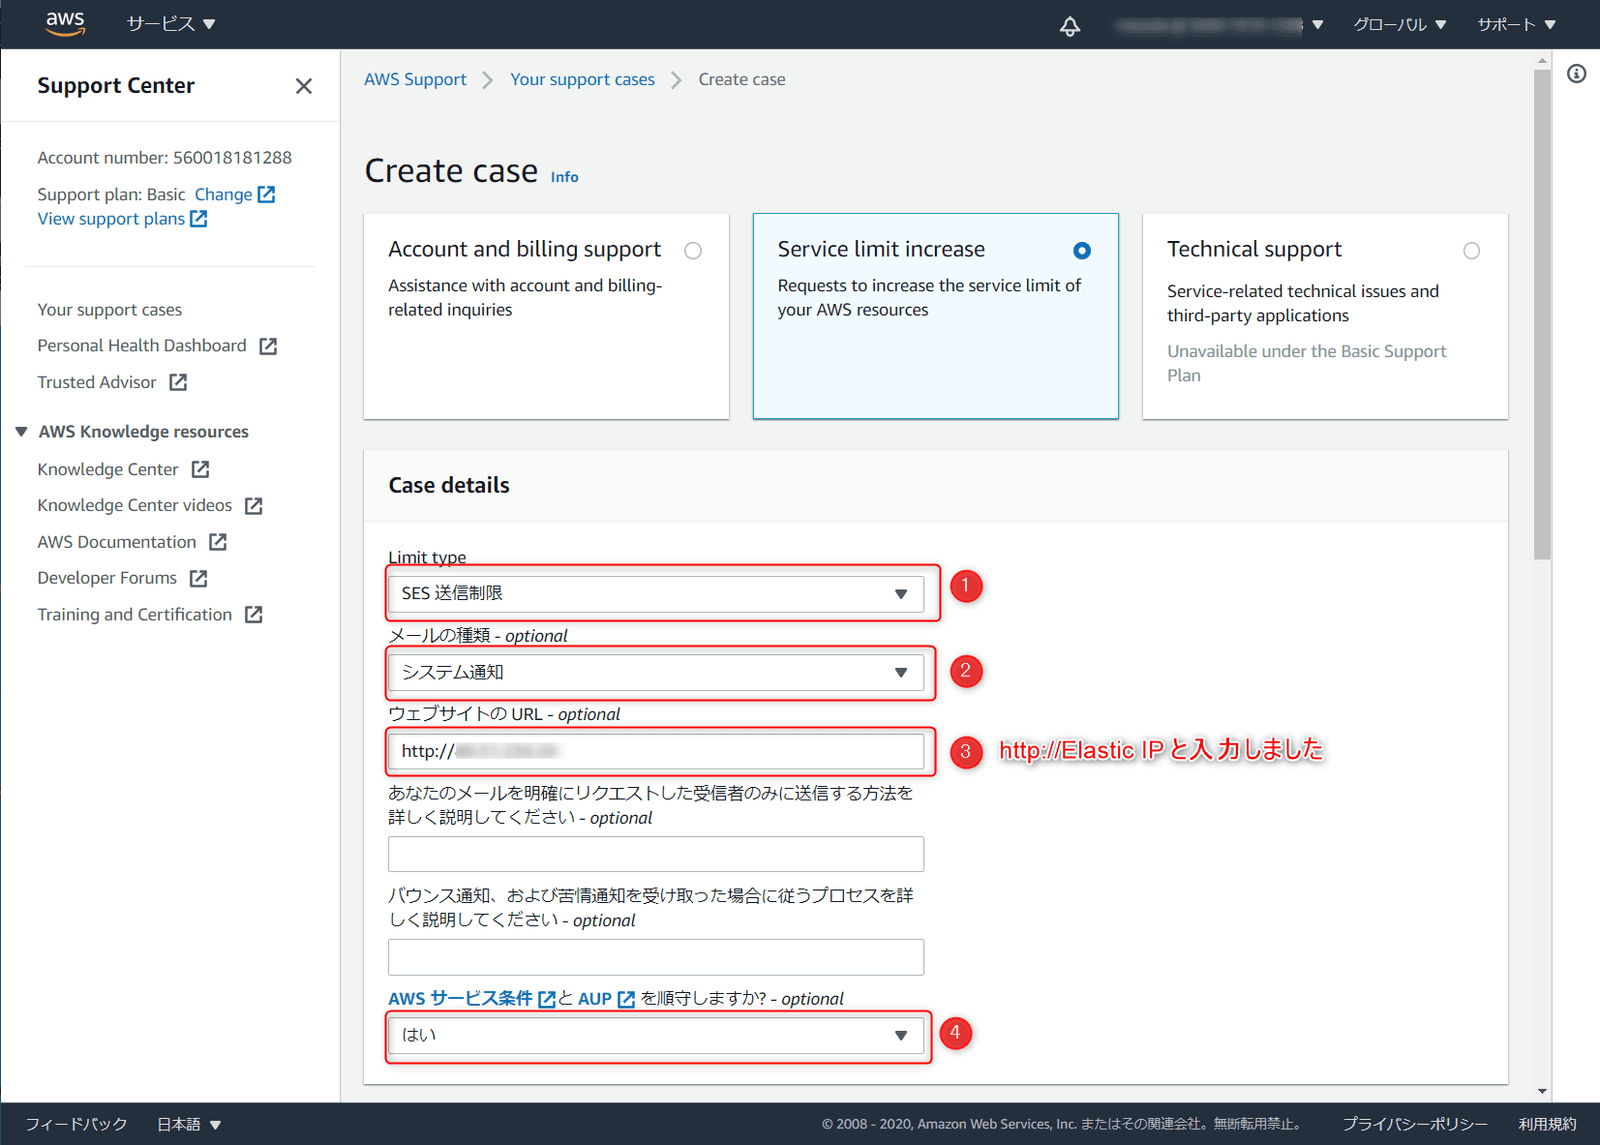 aws
サービス
グローバル
サポート
Support Center
Account number: 560018181288
Support plan: Basic Change
View support plans
Your support cases
Personal Health Dashboard
Trusted Advisor
AWS Knowledge resources
Knowledge Center
Knowledge Center videos
AWS Documentation
Developer Forums
Training and Certification
AWS Support
Your support cases
Create case
Create case Info
Account and billing support
Assistance with account and billing-
related inquiries
Service limit increase
Requests to increase the service limit of
your AWS resources
Technical support
Service-related technical issues and
third-party applications
Unavailable under the Basic Support
Plan
Case details
Limit type
SES 送信制限
1
メールの種類 - optional
システム通知
2
ウェブサイトの URL - optional
http://
3
http://Elastic IP と入力しました
あなたのメールを明確にリクエストした受信者のみに送信する方法を
詳しく説明してください - optional
バウンス通知、および苦情通知を受け取った場合に従うプロセスを詳
しく説明してください - optional
AWS サービス条件 と AUP を順守しますか? - optional
はい
4
フィードバック
日本語
© 2008 - 2020, Amazon Web Services, Inc. またはその関連会社。無断転用禁止。
プライバシーポリシー
利用規約